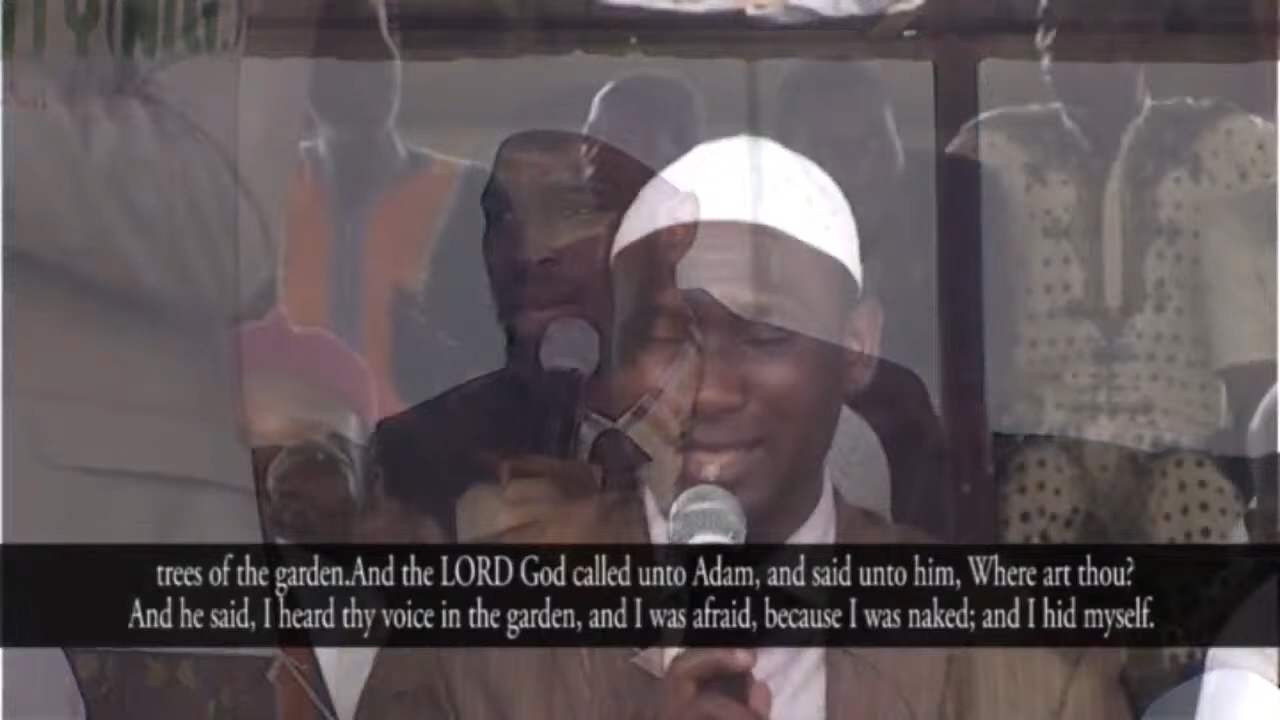 trees of the garden.And the LORD God called unto Adam, and said unto him, Where art thou?
And he said, I heard thy voice in the garden, and I was afraid, because I was naked; and I hid myself.